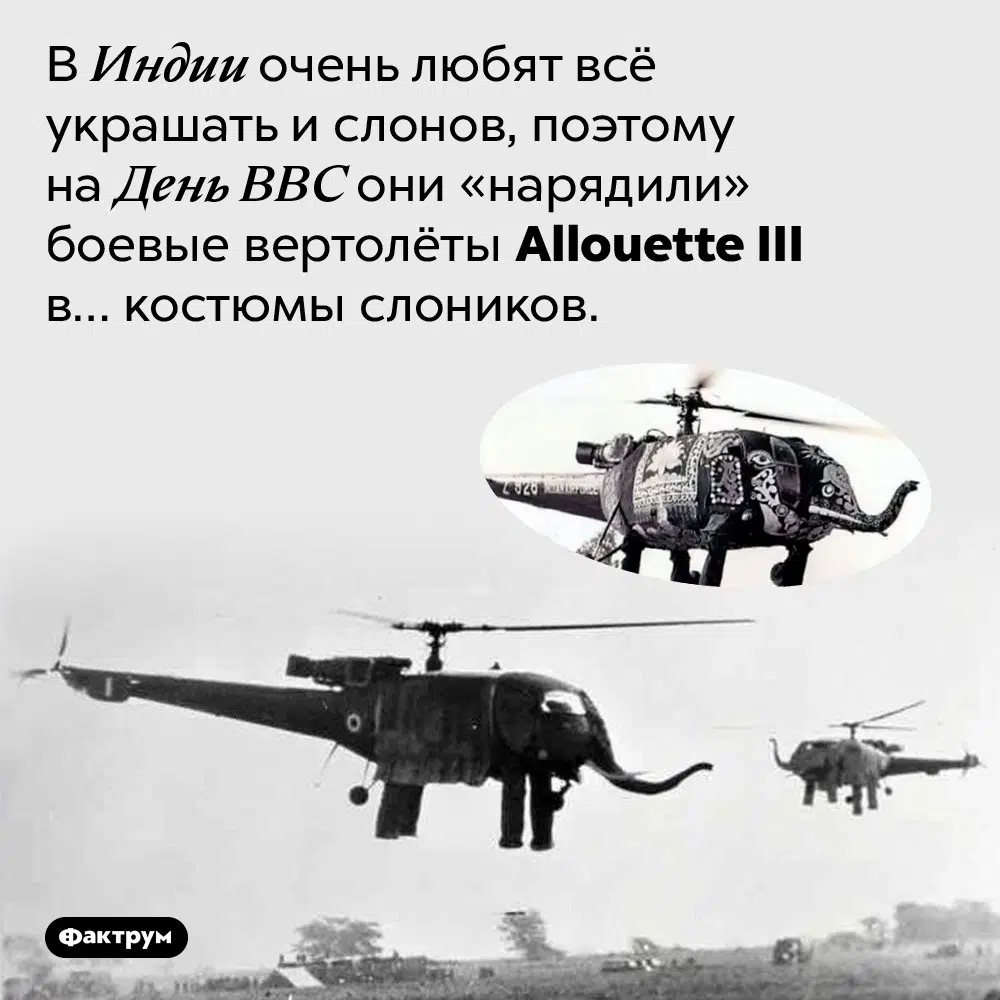 В Индии очень любят всё
украшать и слонов, поэтому
на День ВВС они «нарядили»
боевые вертолёты Allouette III
в... костюмы слоников.
Фактрум